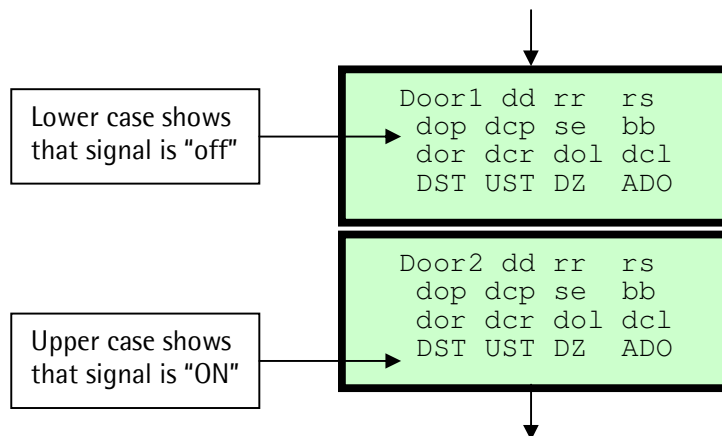 Lower case shows
that signal is "off"
Door1 dd rr rs
dop dcp se bb
dor dcr dol dcl
DST UST DZ ADO
Upper case shows
that signal is "ON"
Door2 dd rr rs
dop dcp se bb
dor dcr dol dcl
DST UST DZ ADO